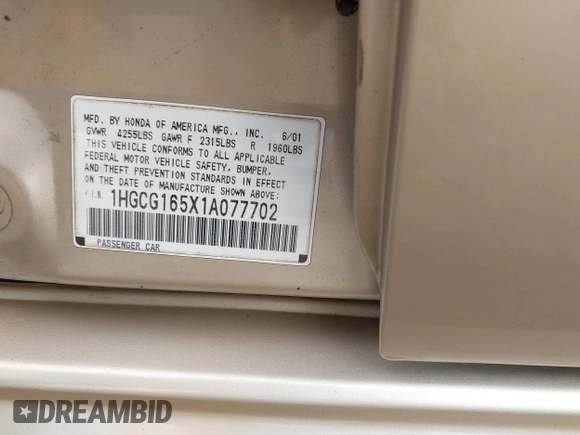 MFD. BY HONDA OF AMERICA MFG., INC. 6/01
GVWR 4255LBS GAWR F 2315LBS R 1960LBS
THIS VEHICLE CONFORMS TO ALL APPLICABLE
FEDERAL MOTOR VEHICLE SAFETY, BUMPER,
AND THEFT PREVENTION STANDARDS IN EFFECT
ON THE DATE OF MANUFACTURE SHOWN ABOVE:
V.I.N. 1HGCG165X1A077702
PASSENGER CAR
DREAMBID